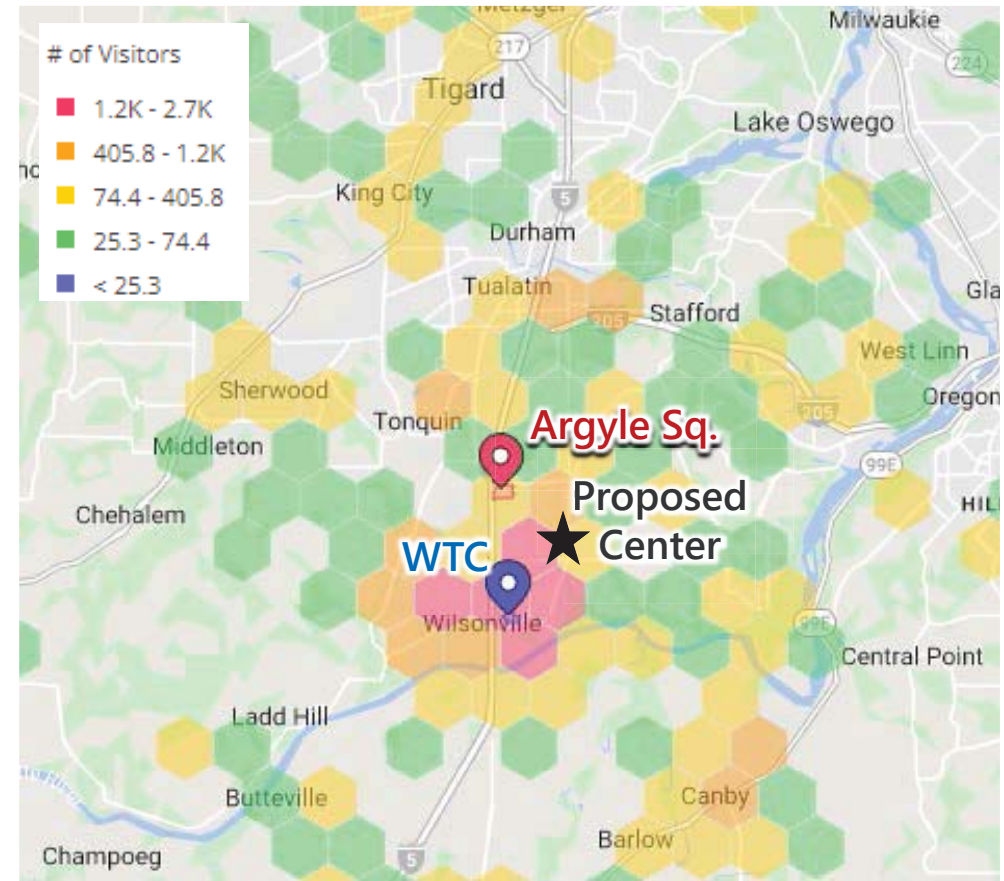 Metzger
Milwaukie
# of Visitors
217
224
1.2K - 2.7K
Tigard
Lake Oswego
405.8 - 1.2K
King City
5
74.4 - 405.8
Durham
25.3 - 74.4
Tualatin
< 25.3
205
Stafford
Gla
West Linn
Sherwood
Oregon
205
Tonquin
Argyle Sq.
Middleton
99E
Proposed
Chehalem
HIL
WTC
Center
Wilsonville
99E
Central Point
Ladd Hill
Butteville
Canby
Barlow
Champoeg
5